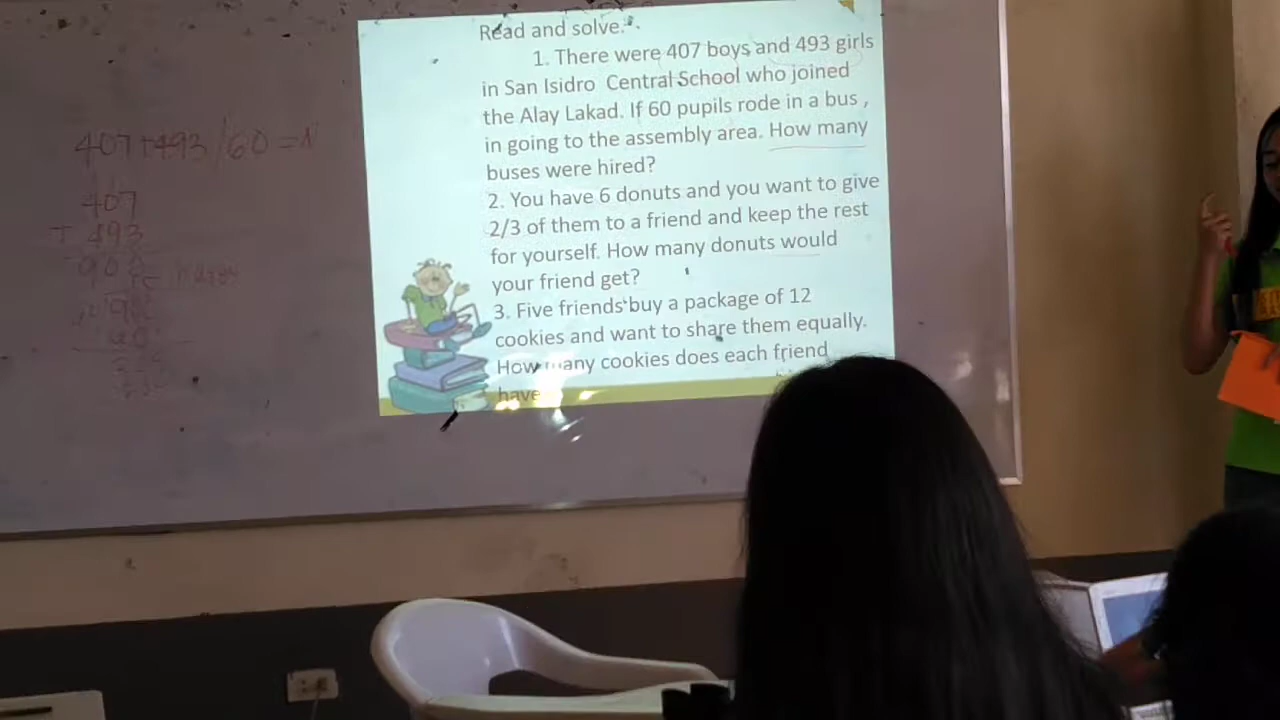 Read and solve.
1. There were 407 boys and 493 girls
in San Isidro Central School who joined
the Alay Lakad. If 60 pupils rode in a bus ,
in going to the assembly area. How many
buses were hired?
2. You have 6 donuts and you want to give
2/3 of them to a friend and keep the rest
for yourself. How many donuts would
your friend get?
3. Five friends buy a package of 12
cookies and want to share them equally.
How many cookies does each friend
have
407+493/60=N
407
+ 493